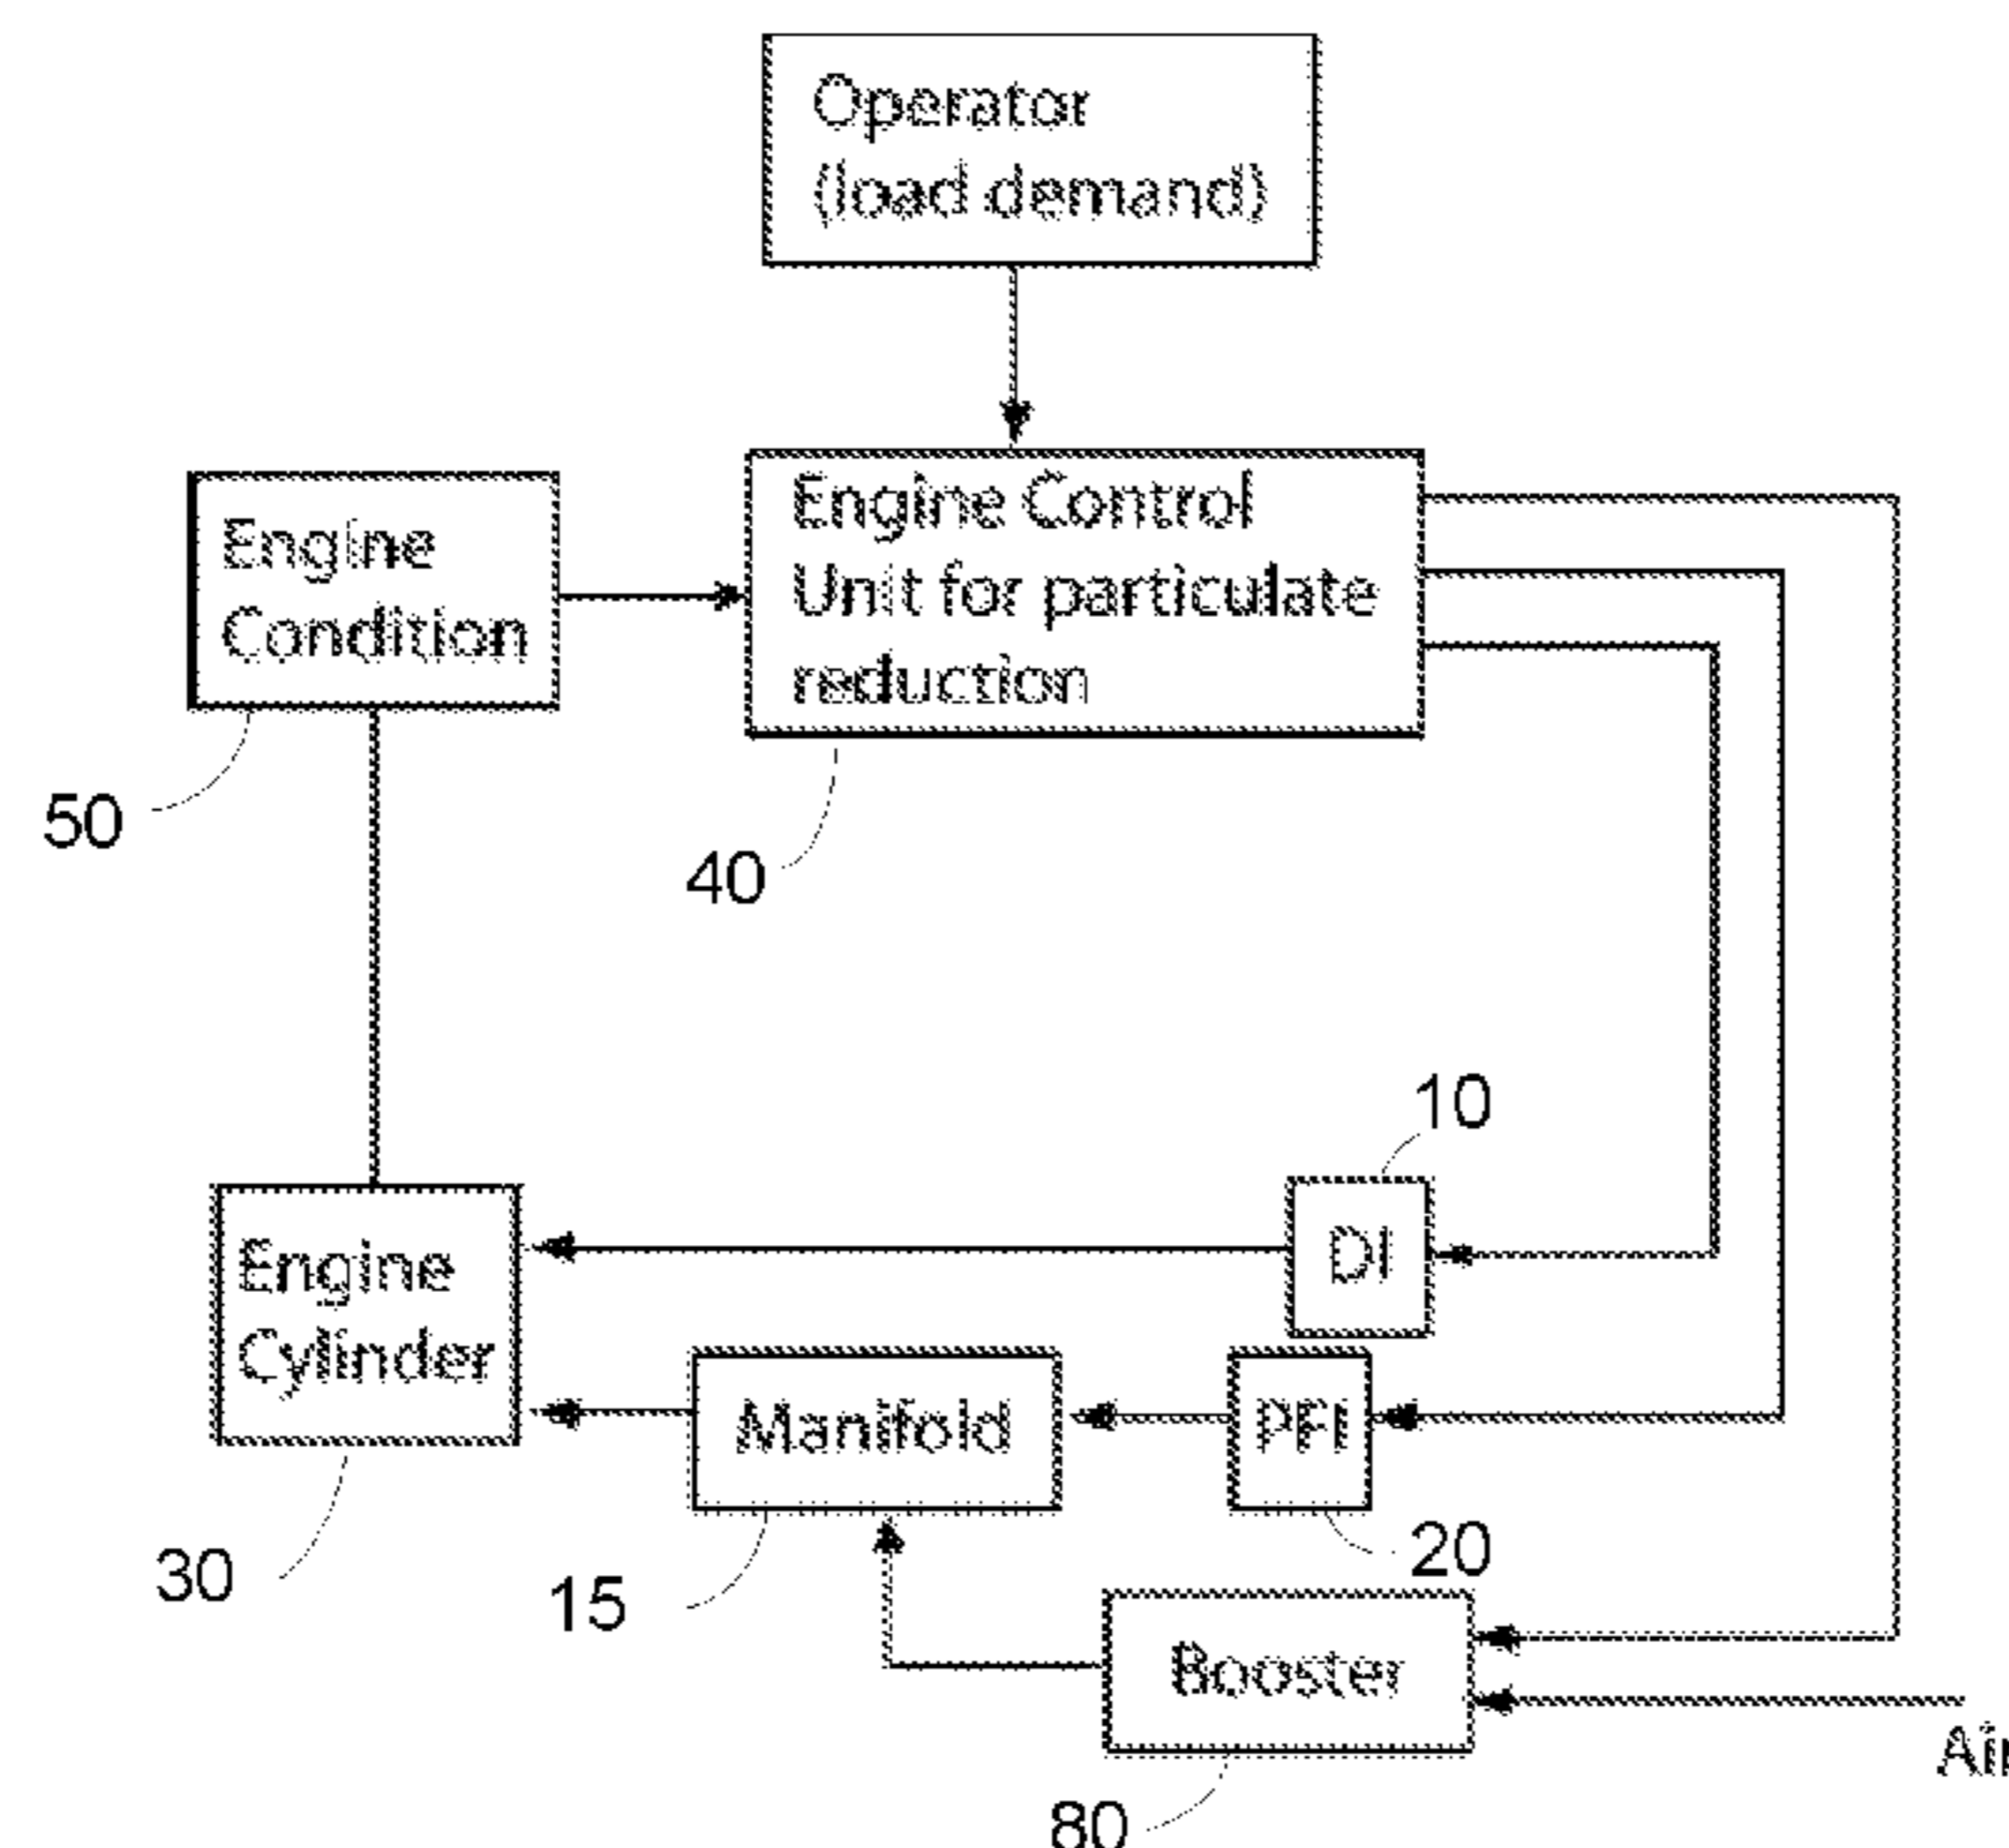 Operator
(load demand)
Engine
Condition
Engine Control
Unit for particulate
reduction
50
40
10
DI
Engine
Cylinder
Manifold
PFI
30
15
20
Booster
Air
80